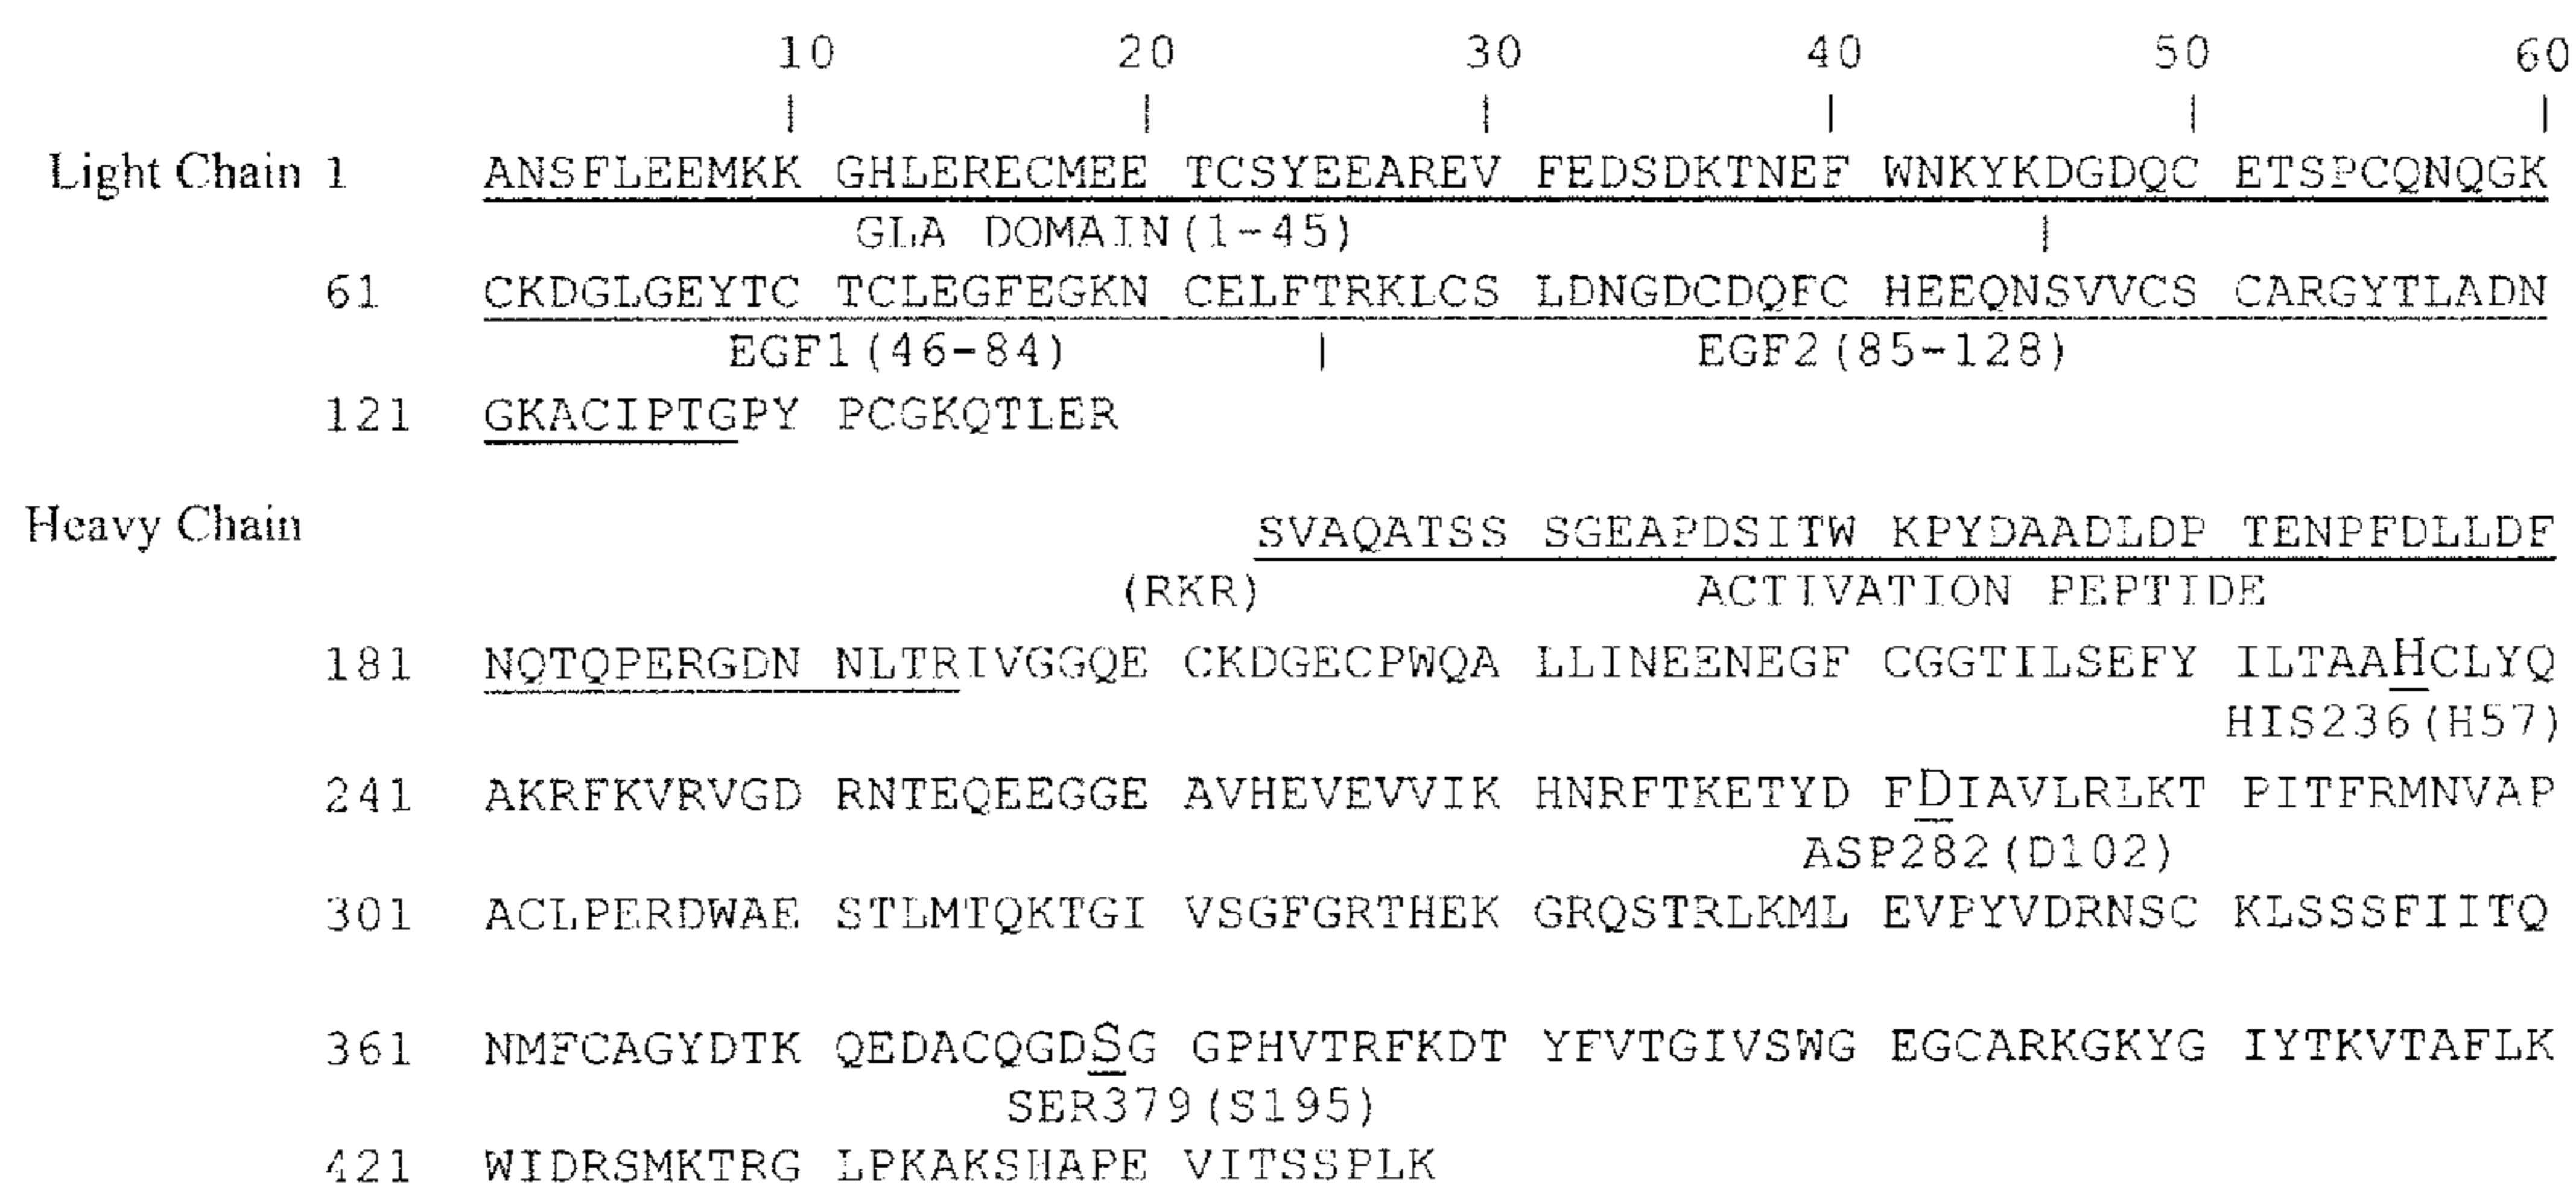 10 20 30 40 50 60
| | | | | |
Light Chain 1 ANSFLEEMKK GHLERECMEE TCSYEEAREV FEDSDKTNEF WNKYKDGDQC ETSPCQNQGK
GLA DOMAIN(1-45) |
61 CKDGLGEYTC TCLEGFEGKN CELFTRKLCS LDNGDCDQFC HEEQNSVVCS CARGYTLADN
EGF1(46-84) | EGF2(85-128)
121 GKACIPTGPY PCGKQTLER
Heavy Chain SVAQATSS SGEAPDSITW KPYDAADLDP TENPFDLLDF
(RKR) ACTIVATION PEPTIDE
181 NQTQPERGDN NLTRIVGGQE CKDGECPWQA LLINEENEGF CGGTILSEFY ILTAAHCLYQ
HIS236(H57)
241 AKRFKVRVGD RNTEQEEGGE AVHEVEVVIK HNRFTKETYD FDIAVLRLKT PITFRMNVAP
ASP282(D102)
301 ACLPERDWAE STLMTQKTGI VSGFGRTHEK GRQSTRLKML EVPYVDRNSC KLSSSFIITQ
361 NMFCAGYDTK QEDACQGDSG GPHVTRFKDT YFVTGIVSWG EGCARKGKYG IYTKVTAFLK
SER379(S195)
421 WIDRSMKTRG LPKAKSHAPE VITSSPLK